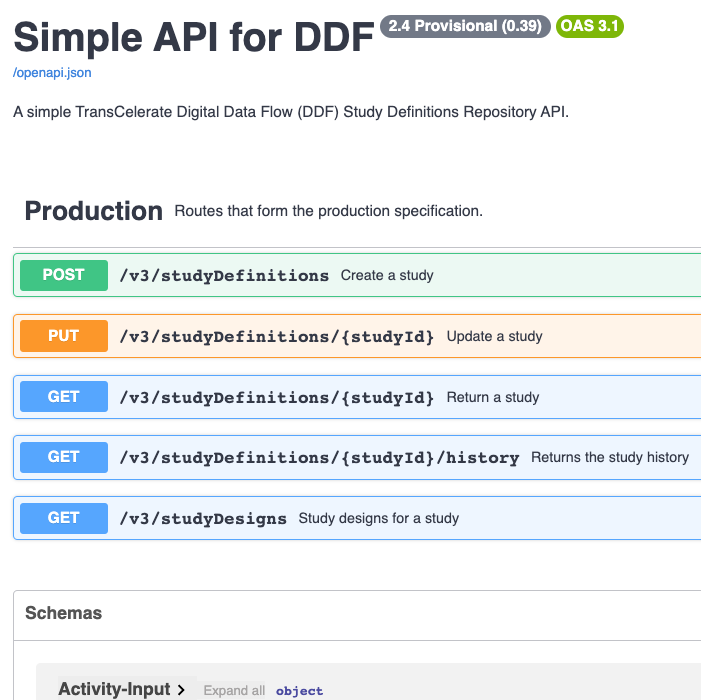 Simple API for DDF 2.4 Provisional (0.39) OAS 3.1
/openapi.json
A simple TransCelerate Digital Data Flow (DDF) Study Definitions Repository API.
Production Routes that form the production specification.
POST /v3/studyDefinitions Create a study
PUT /v3/studyDefinitions/{studyId} Update a study
GET /v3/studyDefinitions/{studyId} Return a study
GET /v3/studyDefinitions/{studyId}/history Returns the study history
GET /v3/studyDesigns Study designs for a study
Schemas
Activity-Input Expand all object